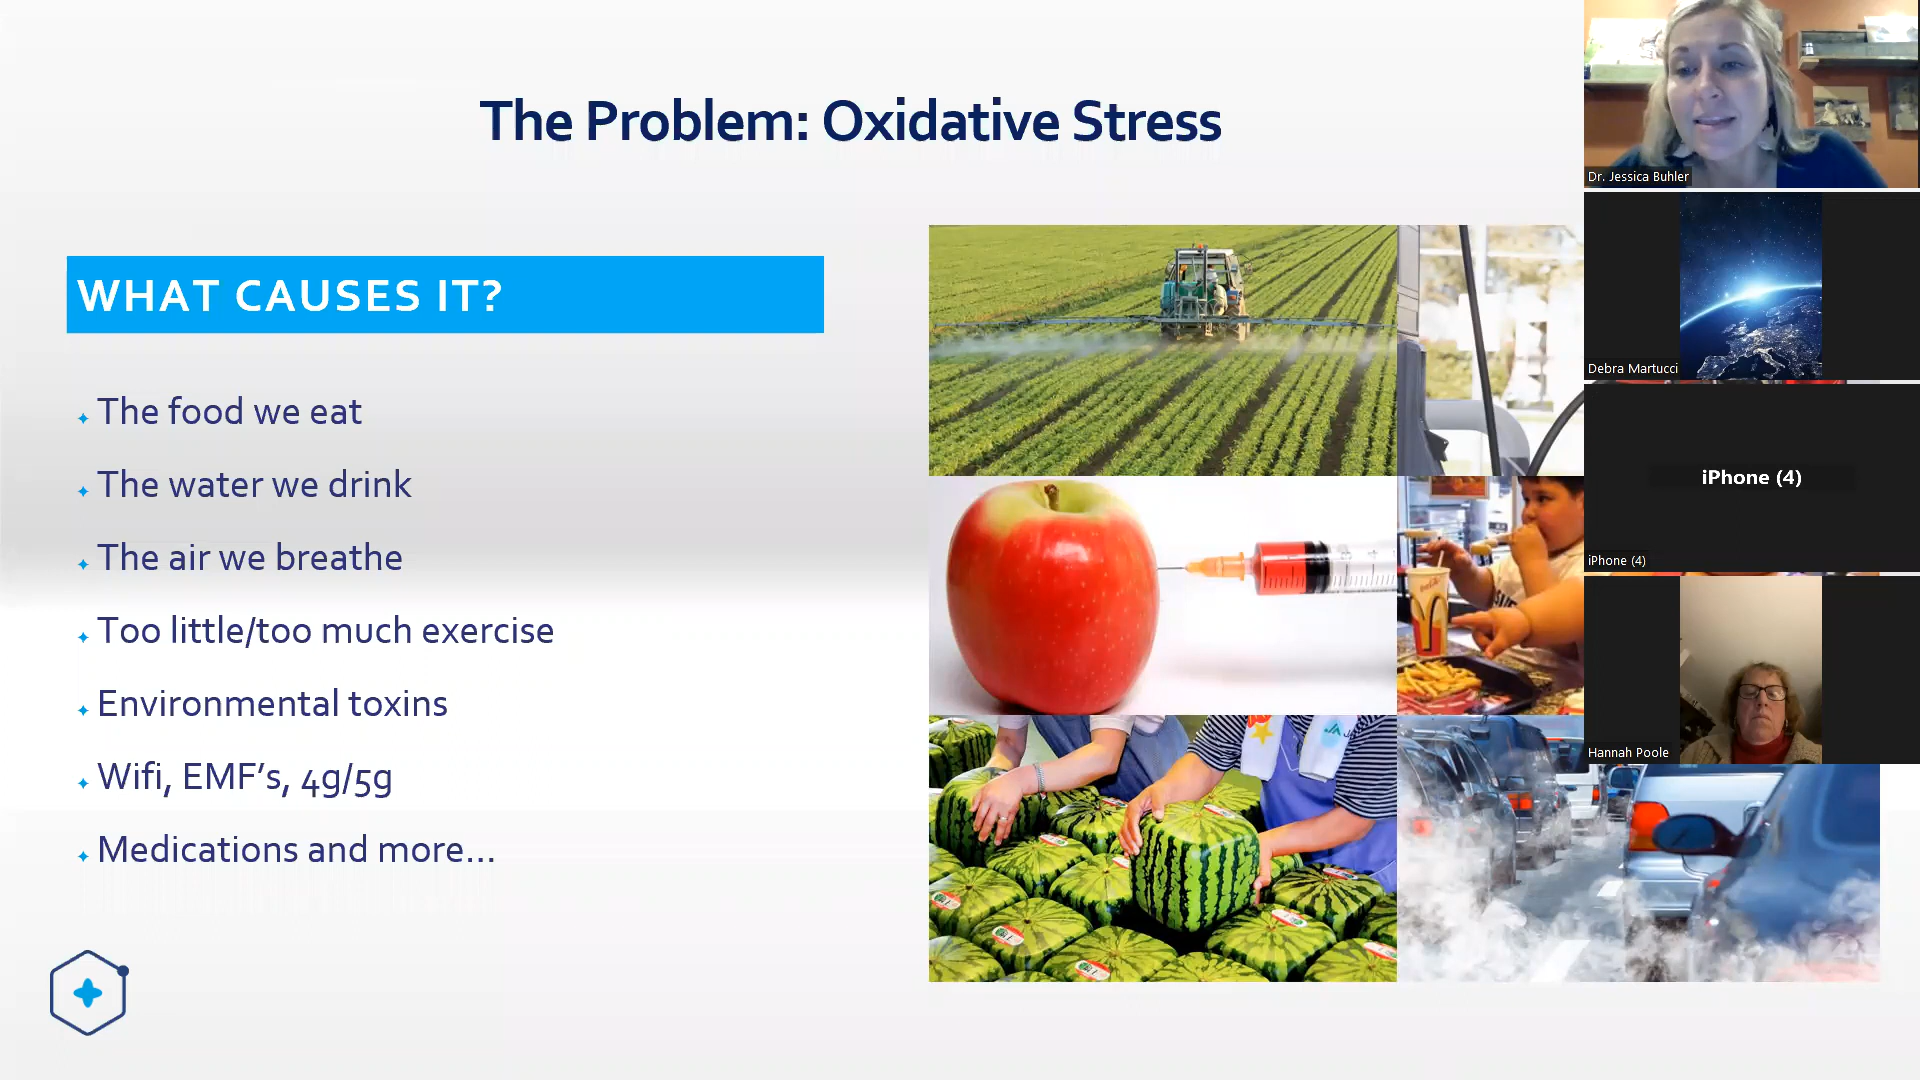 The Problem: Oxidative Stress
WHAT CAUSES IT?
The food we eat
The water we drink
The air we breathe
Too little/too much exercise
Environmental toxins
Wifi, EMF’s, 4g/5g
Medications and more...
Dr. Jessica Buhler
Debra Martucci
iPhone (4)
iPhone (4)
Hannah Poole